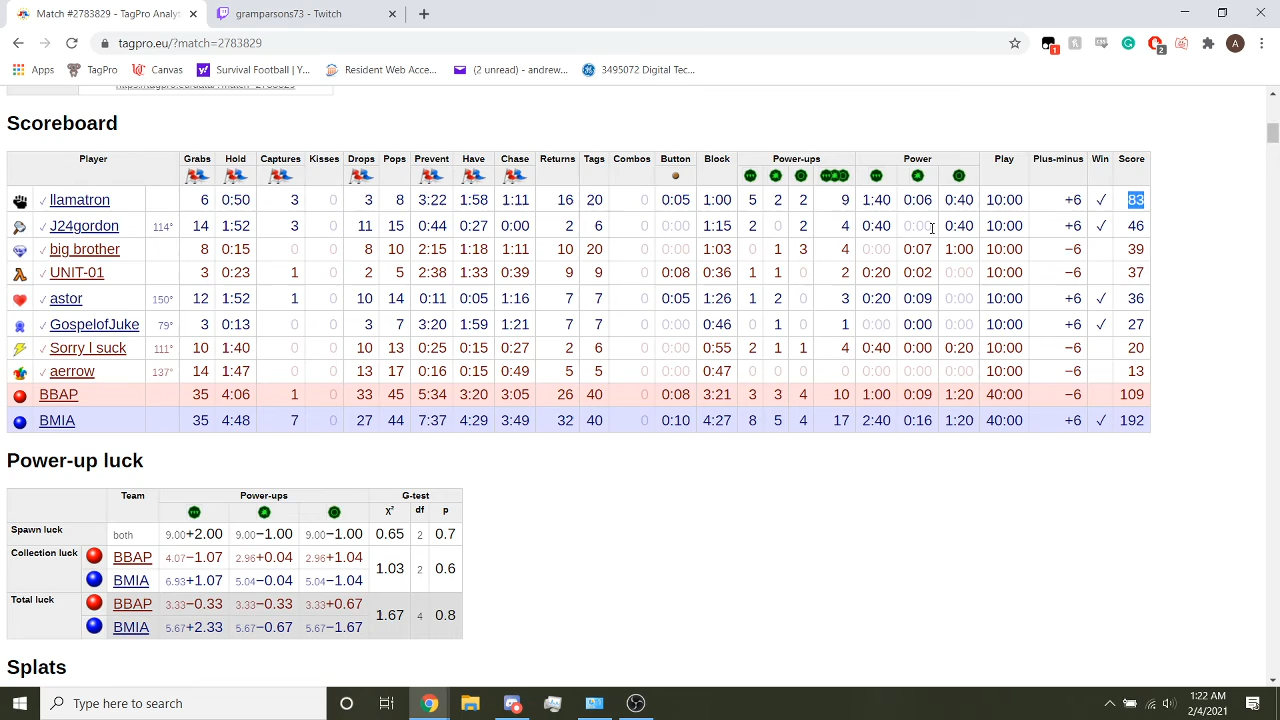 Match #2783829 - TagPro Analyt
gramparsons73 - Twitch
tagpro.eu/?match=2783829
1
2
A
Apps TagPro Canvas Survival Football | Y... Resident Web Acce... (2 unread) - andrew... 3495072 Digital Tec...
https://tagpro.eu/data/?match=2783829
Scoreboard
Player Grabs Hold Captures Kisses Drops Pops Prevent Have Chase Returns Tags Combos Button Block Power-ups Power Play Plus-minus Win Score
✓ llamatron 6 0:50 3 0 3 8 3:22 1:58 1:11 16 20 0 0:05 1:00 5 2 2 9 1:40 0:06 0:40 10:00 +6 ✓ 83
✓ J24gordon 114° 14 1:52 3 0 11 15 0:44 0:27 0:00 2 6 0 0:00 1:15 2 0 2 4 0:40 0:00 0:40 10:00 +6 ✓ 46
✓ big brother 8 0:15 0 0 8 10 2:15 1:18 1:11 10 20 0 0:00 1:03 0 1 3 4 0:00 0:07 1:00 10:00 −6 39
✓ UNIT-01 3 0:23 1 0 2 5 2:38 1:33 0:39 9 9 0 0:08 0:36 1 1 0 2 0:20 0:02 0:00 10:00 −6 37
✓ astor 150° 12 1:52 1 0 10 14 0:11 0:05 1:16 7 7 0 0:05 1:26 1 2 0 3 0:20 0:09 0:00 10:00 +6 ✓ 36
✓ GospelofJuke 79° 3 0:13 0 0 3 7 3:20 1:59 1:21 7 7 0 0:00 0:46 0 1 0 1 0:00 0:00 0:00 10:00 +6 ✓ 27
✓ Sorry I suck 111° 10 1:40 0 0 10 13 0:25 0:15 0:27 2 6 0 0:00 0:55 2 1 1 4 0:40 0:00 0:20 10:00 −6 20
✓ aerrow 137° 14 1:47 0 0 13 17 0:16 0:15 0:49 5 5 0 0:00 0:47 0 0 0 0 0:00 0:00 0:00 10:00 −6 13
BBAP 35 4:06 1 0 33 45 5:34 3:20 3:05 26 40 0 0:08 3:21 3 3 4 10 1:00 0:09 1:20 40:00 −6 109
BMIA 35 4:48 7 0 27 44 7:37 4:29 3:49 32 40 0 0:10 4:27 8 5 4 17 2:40 0:16 1:20 40:00 +6 ✓ 192
Power-up luck
Team Power-ups G-test
χ² df p
Spawn luck both 9.00+2.00 9.00−1.00 9.00−1.00 0.65 2 0.7
Collection luck BBAP 4.07−1.07 2.96+0.04 2.96+1.04 1.03 2 0.6
BMIA 6.93+1.07 5.04−0.04 5.04−1.04
Total luck BBAP 3.33−0.33 3.33−0.33 3.33+0.67 1.67 4 0.8
BMIA 5.67+2.33 5.67−0.67 5.67−1.67
Splats
Type here to search
1:22 AM
2/4/2021